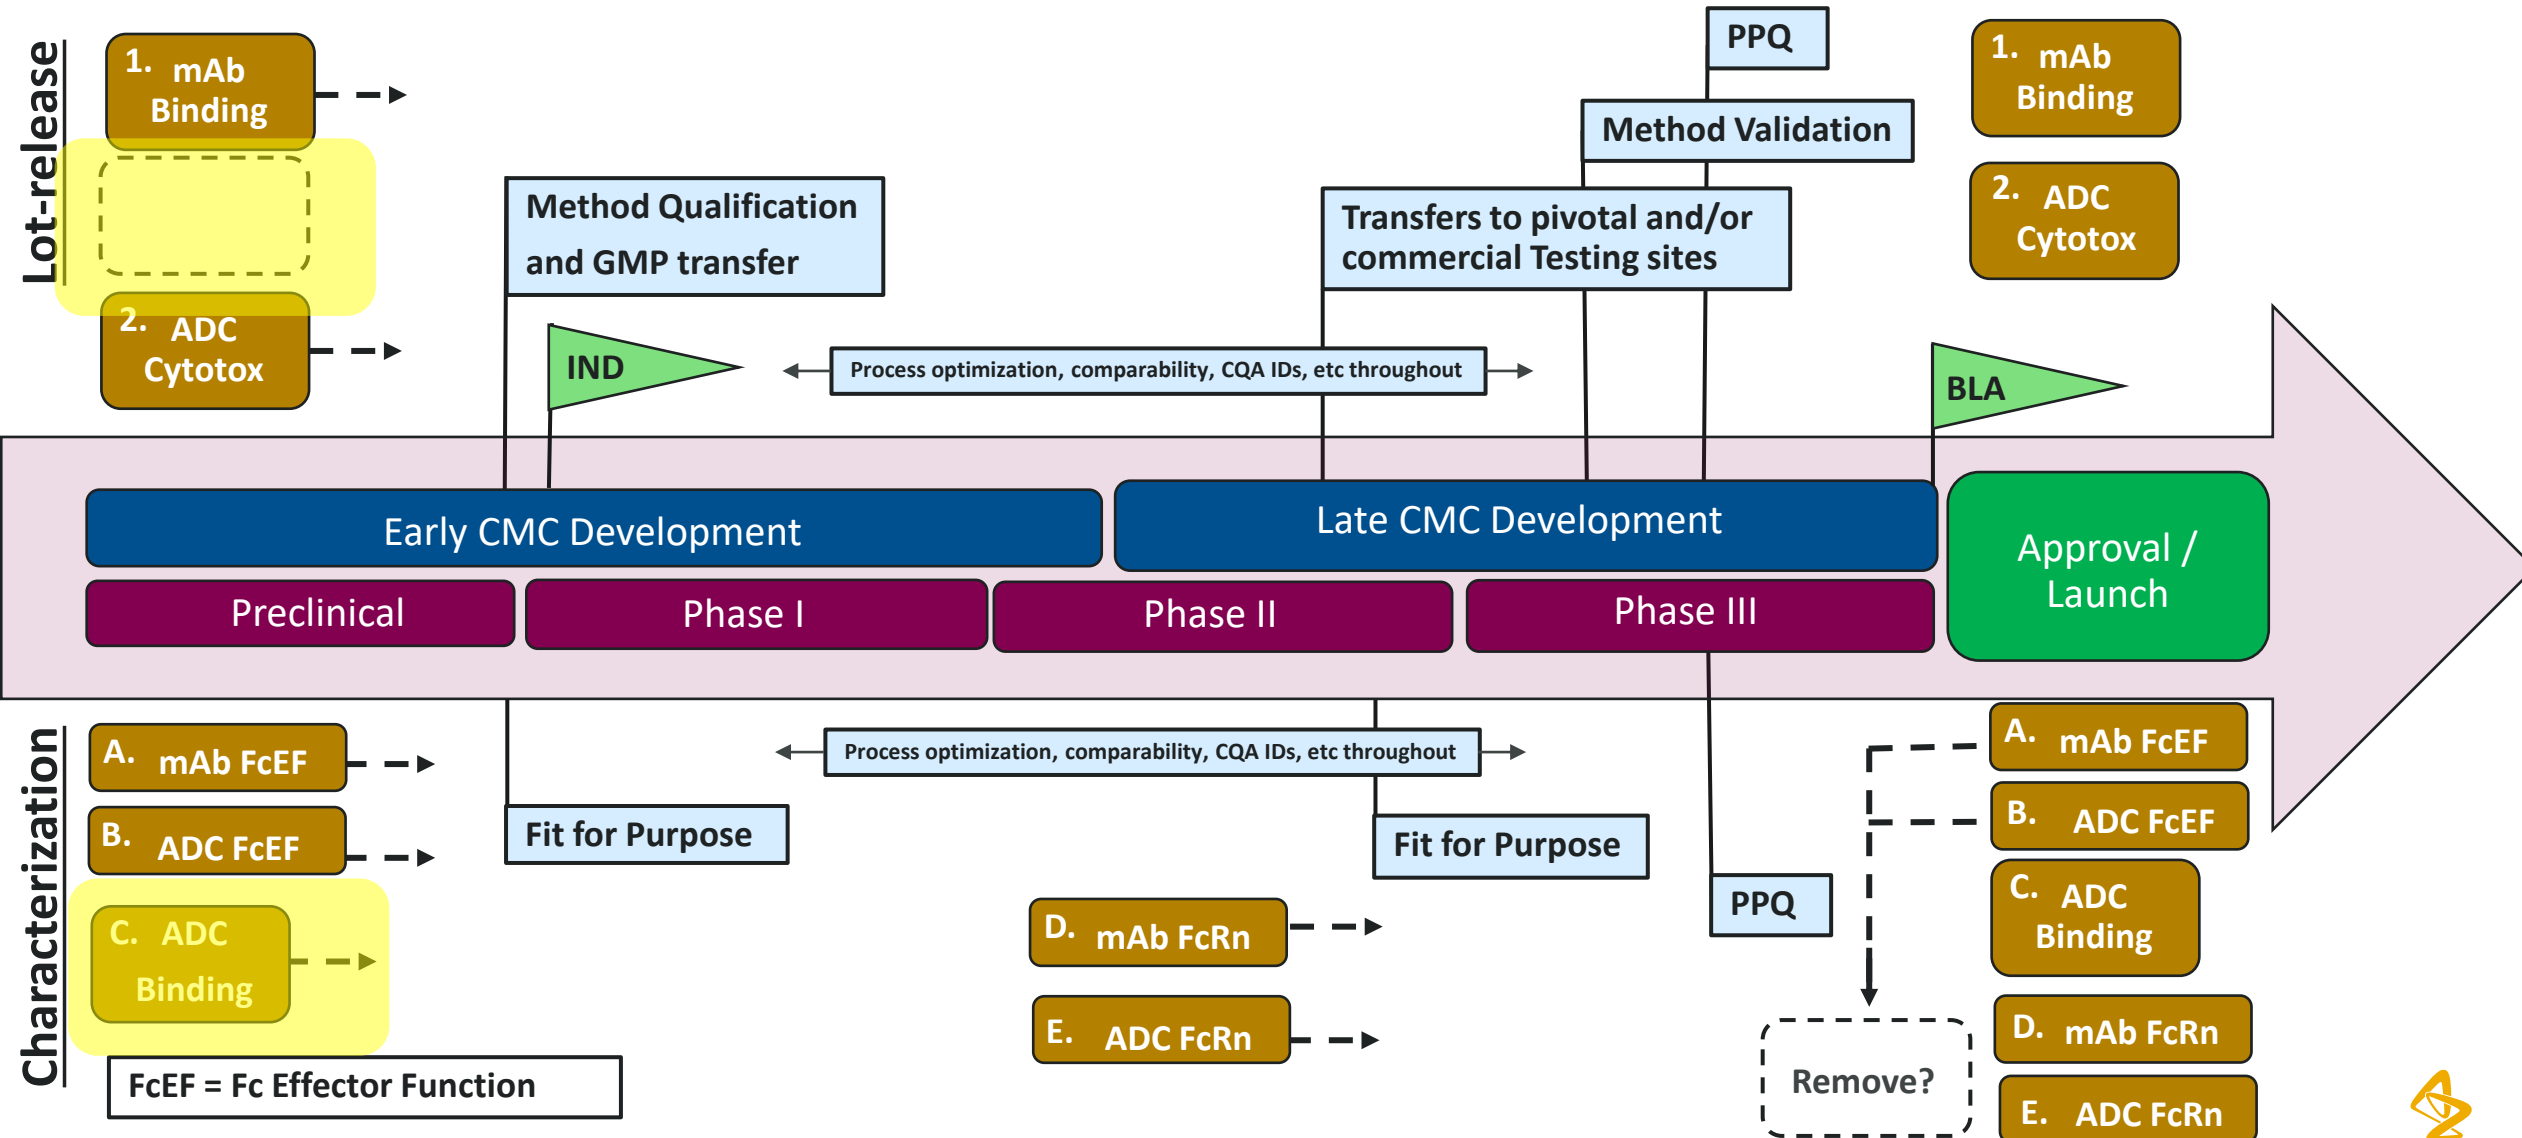 Lot-release
1. mAb
Binding
2. ADC
Cytotox
Method Qualification
and GMP transfer
IND
Process optimization, comparability, CQA IDs, etc throughout
Transfers to pivotal and/or
commercial Testing sites
Method Validation
PPQ
BLA
1. mAb
Binding
2. ADC
Cytotox
Early CMC Development
Late CMC Development
Approval /
Launch
Preclinical
Phase I
Phase II
Phase III
Characterization
A. mAb FcEF
B. ADC FcEF
C. ADC
Binding
FcEF = Fc Effector Function
Process optimization, comparability, CQA IDs, etc throughout
Fit for Purpose
Fit for Purpose
D. mAb FcRn
E. ADC FcRn
PPQ
Remove?
A. mAb FcEF
B. ADC FcEF
C. ADC
Binding
D. mAb FcRn
E. ADC FcRn